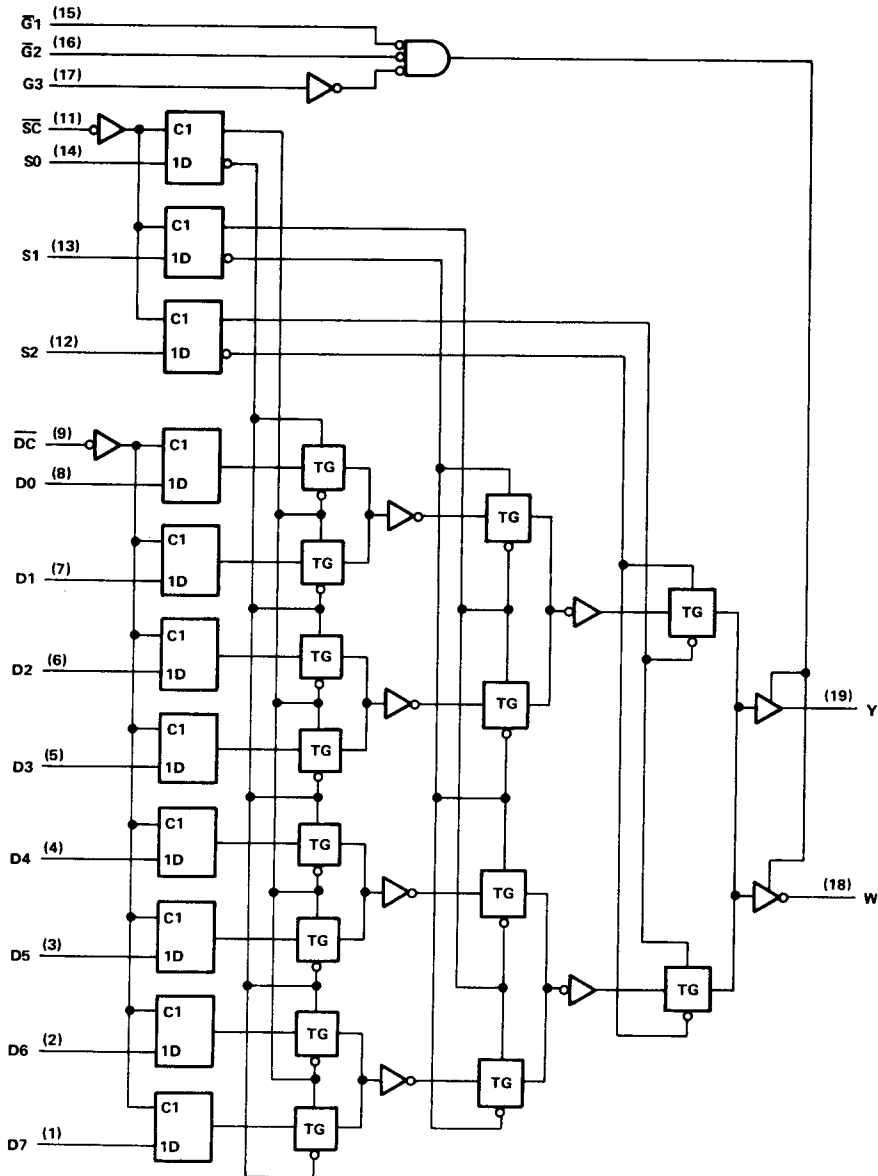 G̅1 (15)
G̅2 (16)
G3 (17)
S̅C̅ (11) C1
S0 (14) 1D
C1
S1 (13) 1D
C1
S2 (12) 1D
D̅C̅ (9) C1
TG
D0 (8) 1D
TG
C1
TG
D1 (7) 1D
C1
TG
TG
D2 (6) 1D
TG
(19) Y
C1
TG
D3 (5) 1D
C1
TG
D4 (4) 1D
TG
(18) W
C1
TG
D5 (3) 1D
TG
C1
TG
D6 (2) 1D
TG
C1
TG
D7 (1) 1D